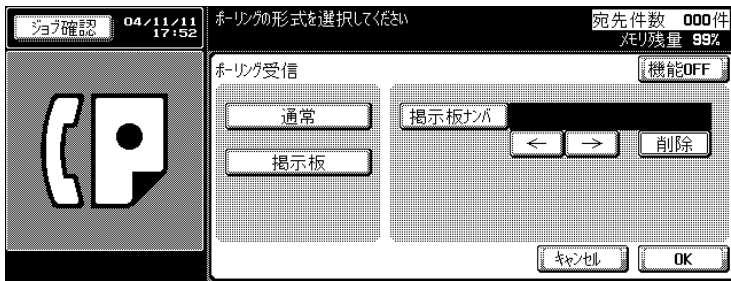 ジョブ確認
04/11/11
17:52
ポーリングの形式を選択してください
宛先件数 000件
メモリ残量 99%
ポーリング受信
機能OFF
通常
掲示板
掲示板ナンバ
← →
削除
キャンセル
OK